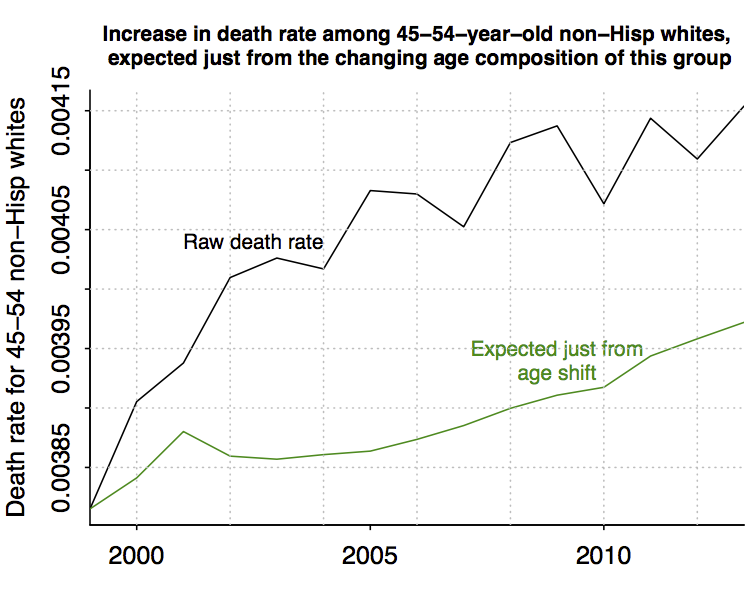 Increase in death rate among 45−54−year−old non−Hisp whites,
expected just from the changing age composition of this group
Death rate for 45−54 non−Hisp whites
0.00415
0.00405
0.00395
0.00385
Raw death rate
Expected just from
age shift
2000
2005
2010